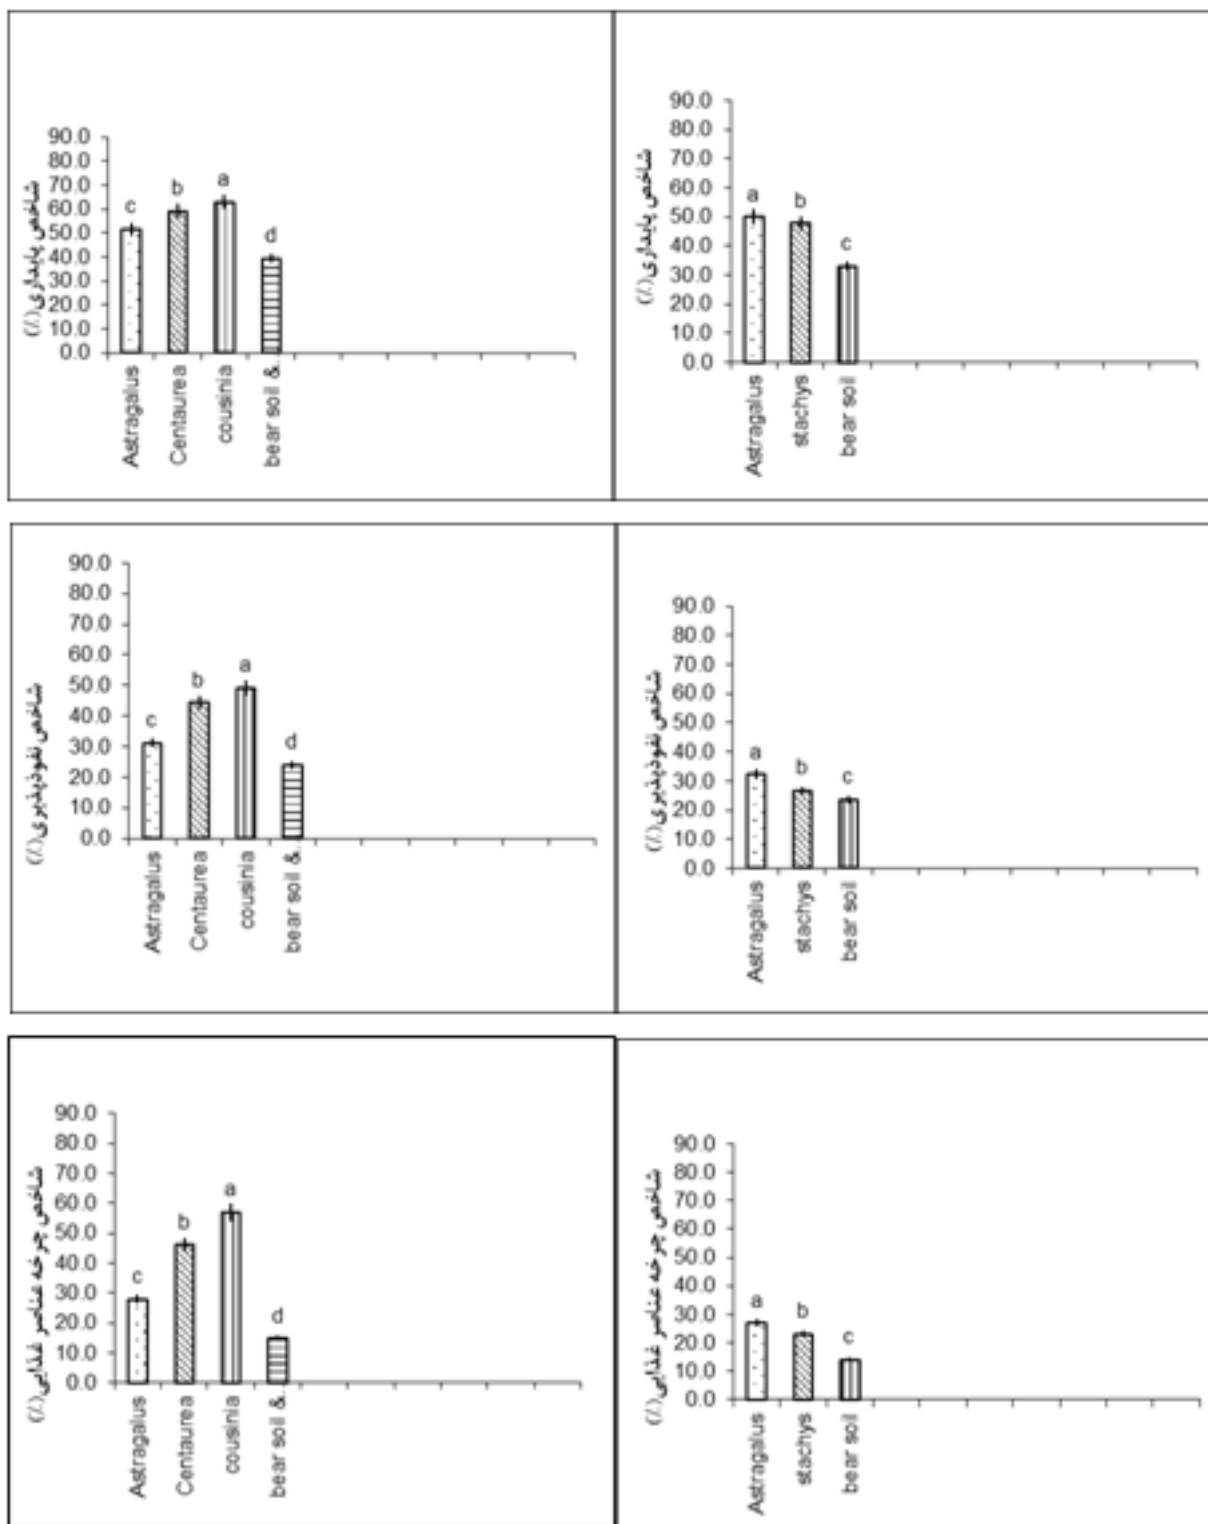 شاخص پایداری(٪)
90.0
80.0
70.0
60.0
50.0
40.0
30.0
20.0
10.0
0.0
c
b
a
d
Astragalus
Centaurea
cousinia
bear soil &.
شاخص پایداری(٪)
90.0
80.0
70.0
60.0
50.0
40.0
30.0
20.0
10.0
0.0
a
b
c
Astragalus
stachys
bear soil
شاخص نفوذپذیری(٪)
90.0
80.0
70.0
60.0
50.0
40.0
30.0
20.0
10.0
0.0
c
b
a
d
Astragalus
Centaurea
cousinia
bear soil &.
شاخص نفوذپذیری(٪)
90.0
80.0
70.0
60.0
50.0
40.0
30.0
20.0
10.0
0.0
a
b
c
Astragalus
stachys
bear soil
شاخص چرخه عناصر غذایی(٪)
90.0
80.0
70.0
60.0
50.0
40.0
30.0
20.0
10.0
0.0
c
b
a
d
Astragalus
Centaurea
cousinia
bear soil &.
شاخص چرخه عناصر غذایی(٪)
90.0
80.0
70.0
60.0
50.0
40.0
30.0
20.0
10.0
0.0
a
b
c
Astragalus
stachys
bear soil